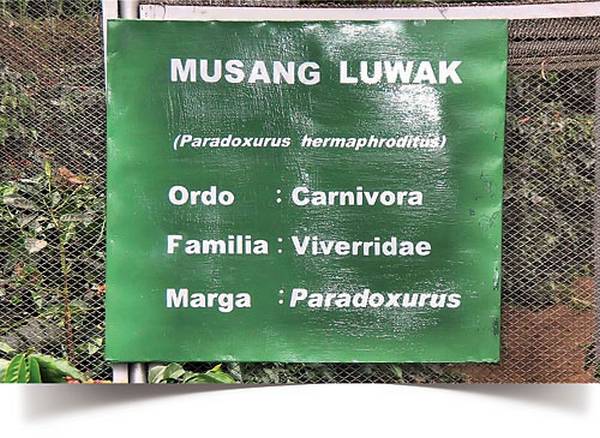 MUSANG LUWAK
(Paradoxurus hermaphroditus)
Ordo : Carnivora
Familia : Viverridae
Marga : Paradoxurus